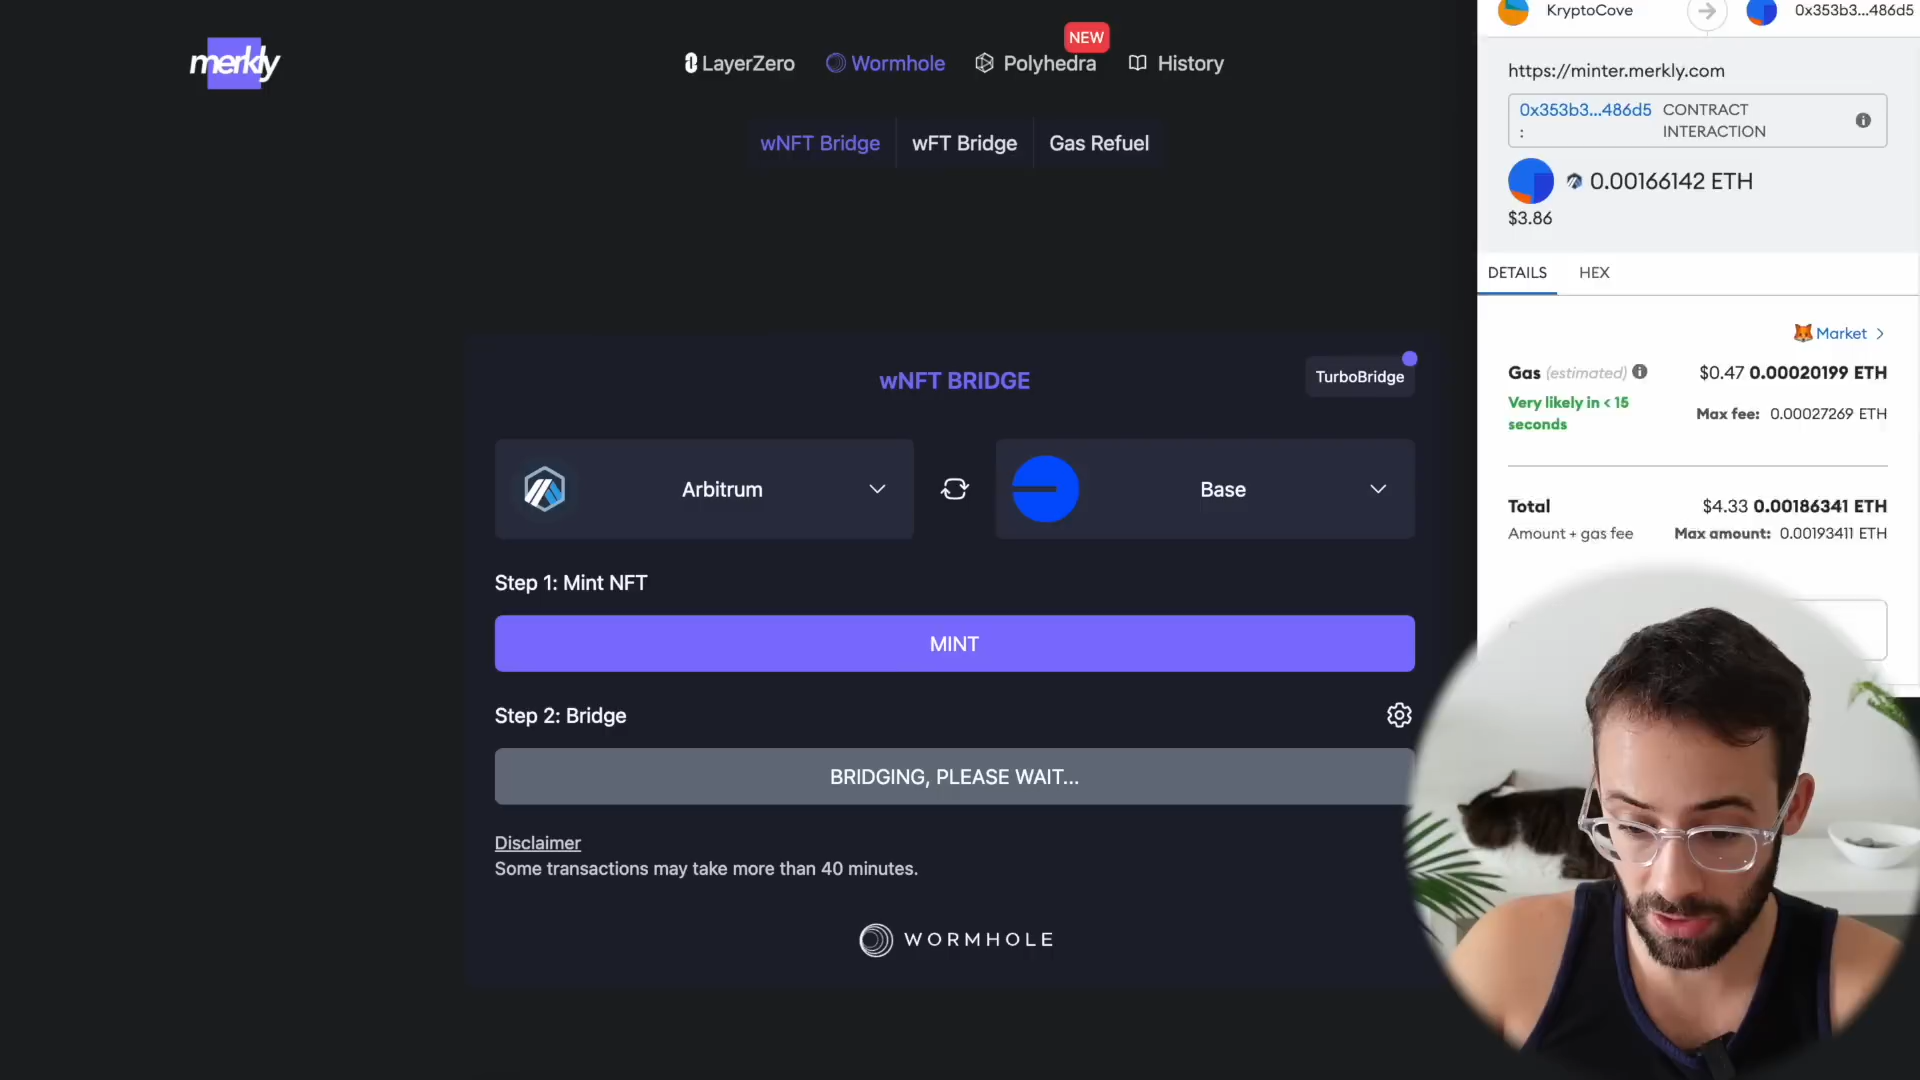 merkly
LayerZero
Wormhole
Polyhedra
NEW
History
wNFT Bridge
wFT Bridge
Gas Refuel
wNFT BRIDGE
TurboBridge
Arbitrum
Base
Step 1: Mint NFT
MINT
Step 2: Bridge
BRIDGING, PLEASE WAIT...
Disclaimer
Some transactions may take more than 40 minutes.
WORMHOLE
KryptoCove
0x353b3...486d5
https://minter.merkly.com
0x353b3...486d5 CONTRACT
: INTERACTION
0.00166142 ETH
$3.86
DETAILS HEX
Market >
Gas (estimated) $0.47 0.00020199 ETH
Very likely in < 15
seconds
Max fee: 0.00027269 ETH
Total $4.33 0.00186341 ETH
Amount + gas fee Max amount: 0.00193411 ETH